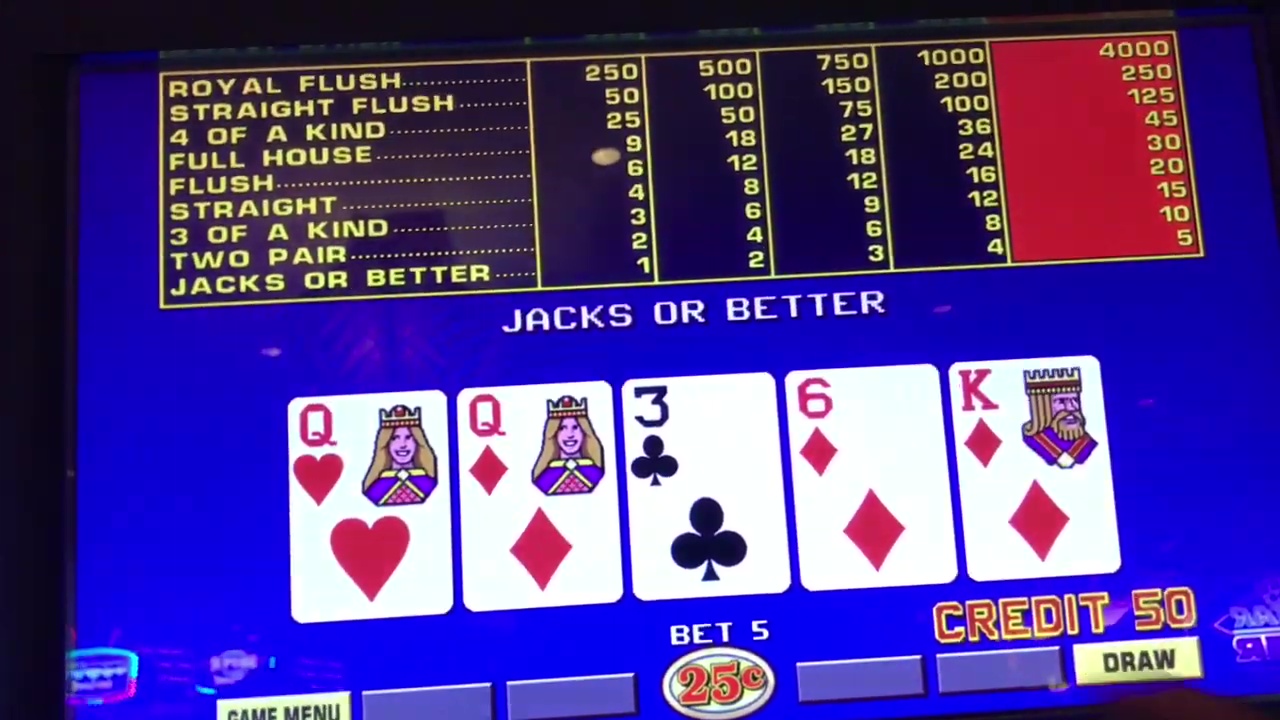 ROYAL FLUSH 250 500 750 1000 4000
STRAIGHT FLUSH 50 100 150 200 250
4 OF A KIND 25 50 75 100 125
FULL HOUSE 9 18 27 36 45
FLUSH 6 12 18 24 30
STRAIGHT 4 8 12 16 20
3 OF A KIND 3 6 9 12 15
TWO PAIR 2 4 6 8 10
JACKS OR BETTER 1 2 3 4 5
JACKS OR BETTER
Q Q 3 6 K
BET 5
CREDIT 50
25¢
DRAW
GAME MENU